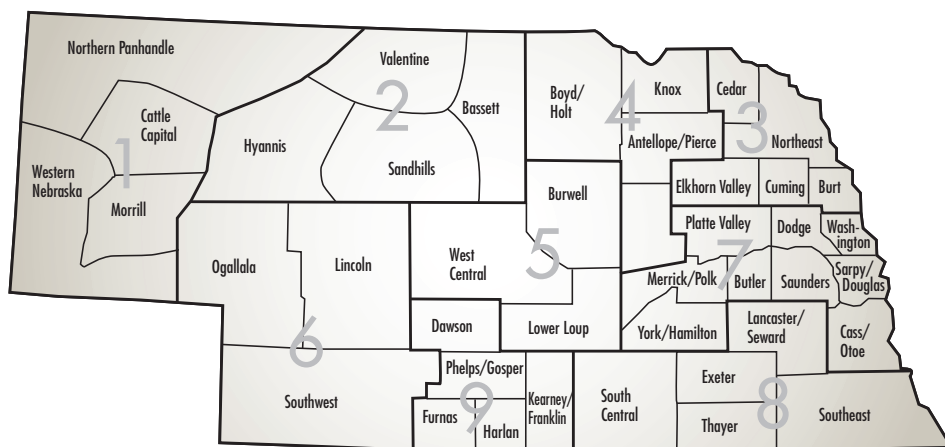 Northern Panhandle
Cattle
Capital
Western
Nebraska
Morrill
1
Valentine
2
Bassett
Hyannis
Sandhills
Boyd/
Holt
4
Knox
Antellope/Pierce
Cedar
3
Northeast
Elkhorn Valley
Cuming
Burt
Burwell
West
Central
5
Lower Loup
Dawson
Ogallala
Lincoln
6
Southwest
Platte Valley
Dodge
Wash-
ington
7
Merrick/Polk
Butler
Saunders
Sarpy/
Douglas
York/Hamilton
Lancaster/
Seward
Cass/
Otoe
Phelps/Gosper
9
Furnas
Harlan
Kearney/
Franklin
South
Central
Exeter
8
Thayer
Southeast